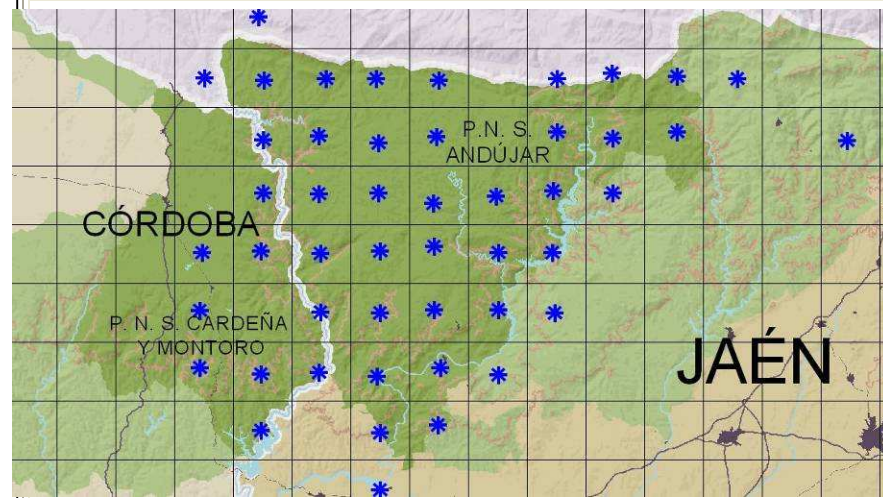 P.N. S.
ANDÚJAR
CÓRDOBA
P. N. S. CARDEÑA
Y MONTORO
JAÉN